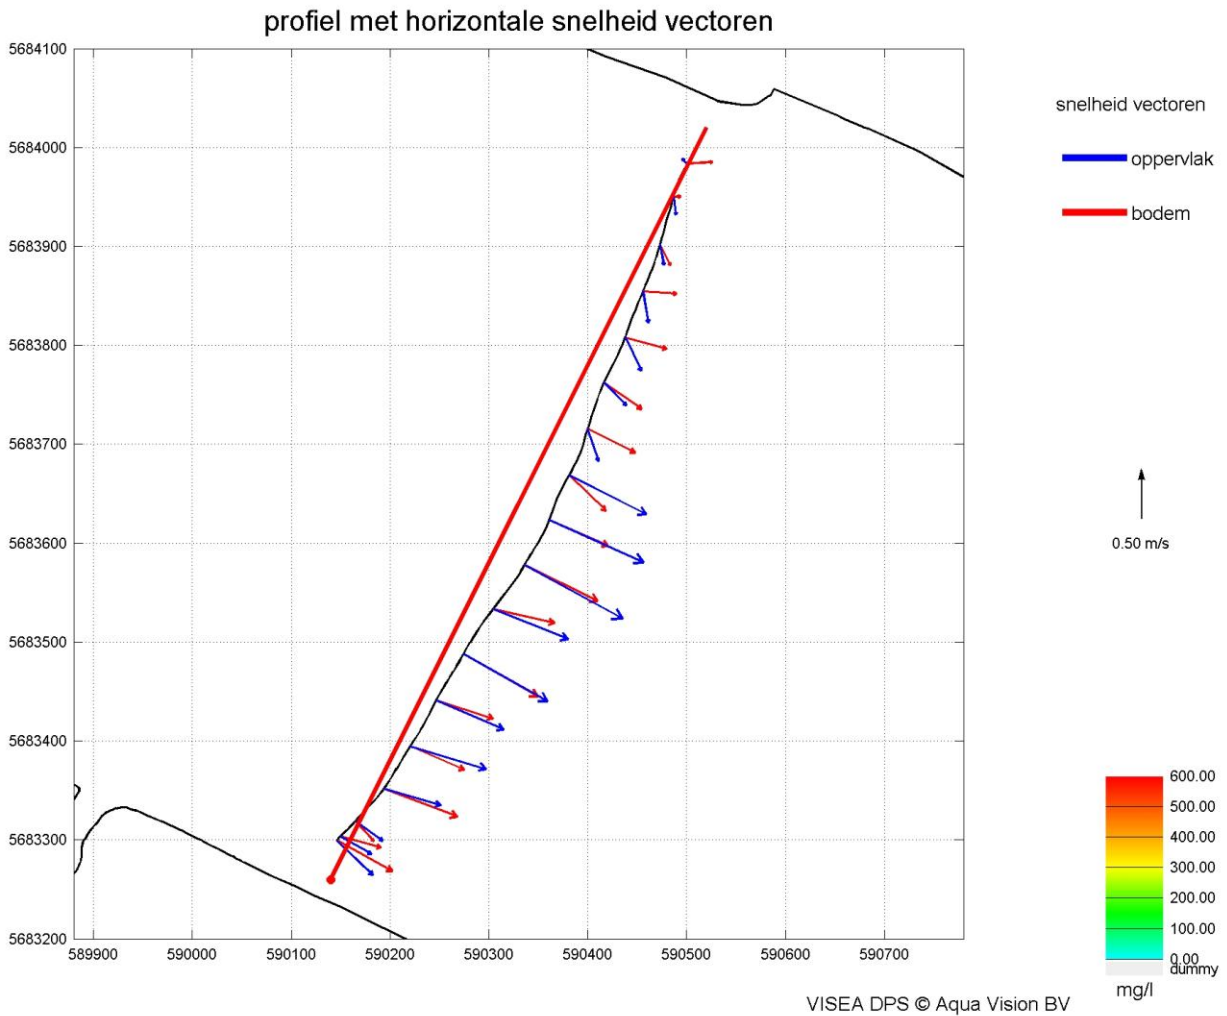 profiel met horizontale snelheid vectoren
5684100
5684000
5683900
5683800
5683700
5683600
5683500
5683400
5683300
5683200
589900 590000 590100 590200 590300 590400 590500 590600 590700
snelheid vectoren
oppervlak
bodem
0.50 m/s
600.00
500.00
400.00
300.00
200.00
100.00
0.00
dummy
mg/l
VISEA DPS © Aqua Vision BV